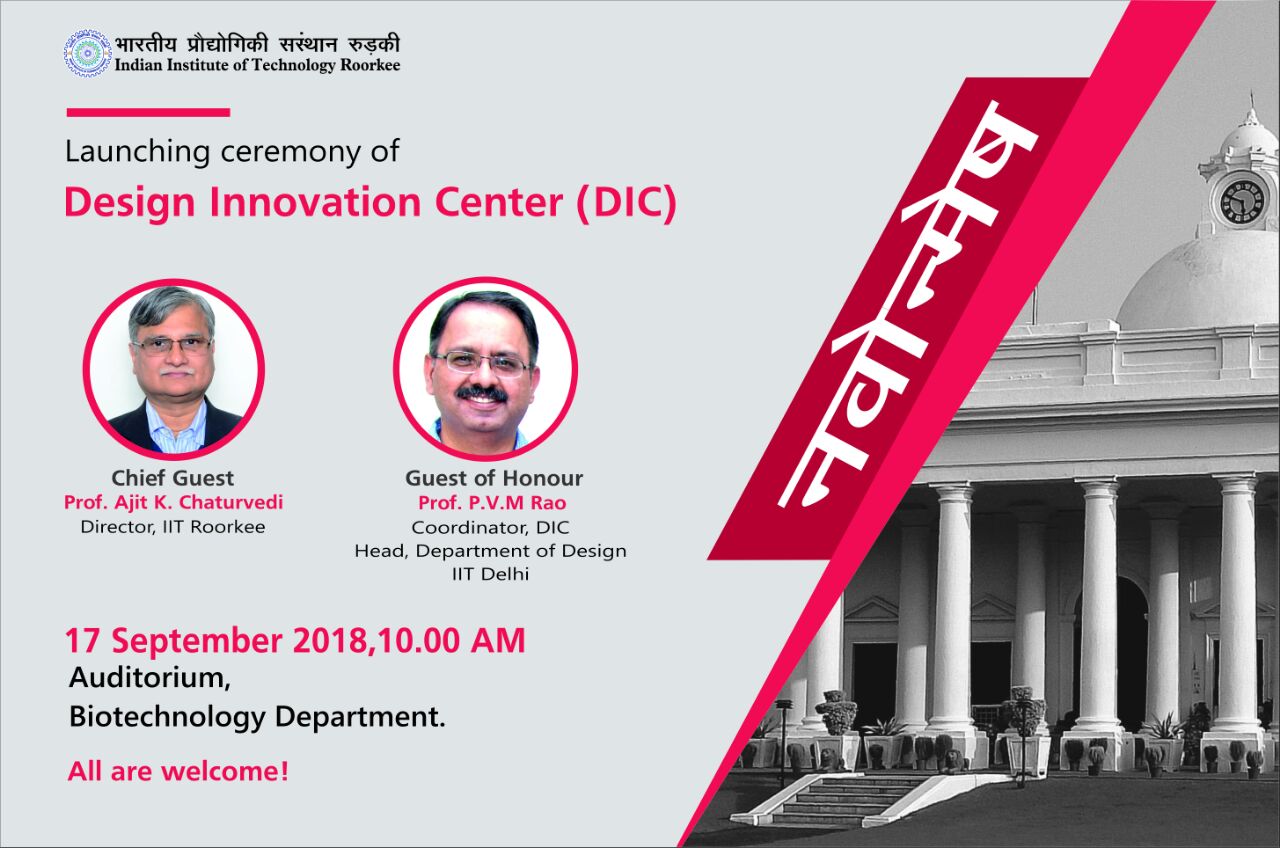 भारतीय प्रौद्योगिकी संस्थान रुड़की
Indian Institute of Technology Roorkee
Launching ceremony of
Design Innovation Center (DIC)
Chief Guest
Prof. Ajit K. Chaturvedi
Director, IIT Roorkee
Guest of Honour
Prof. P.V.M Rao
Coordinator, DIC
Head, Department of Design
IIT Delhi
17 September 2018,10.00 AM
Auditorium,
Biotechnology Department.
All are welcome!
नवोन्मेष